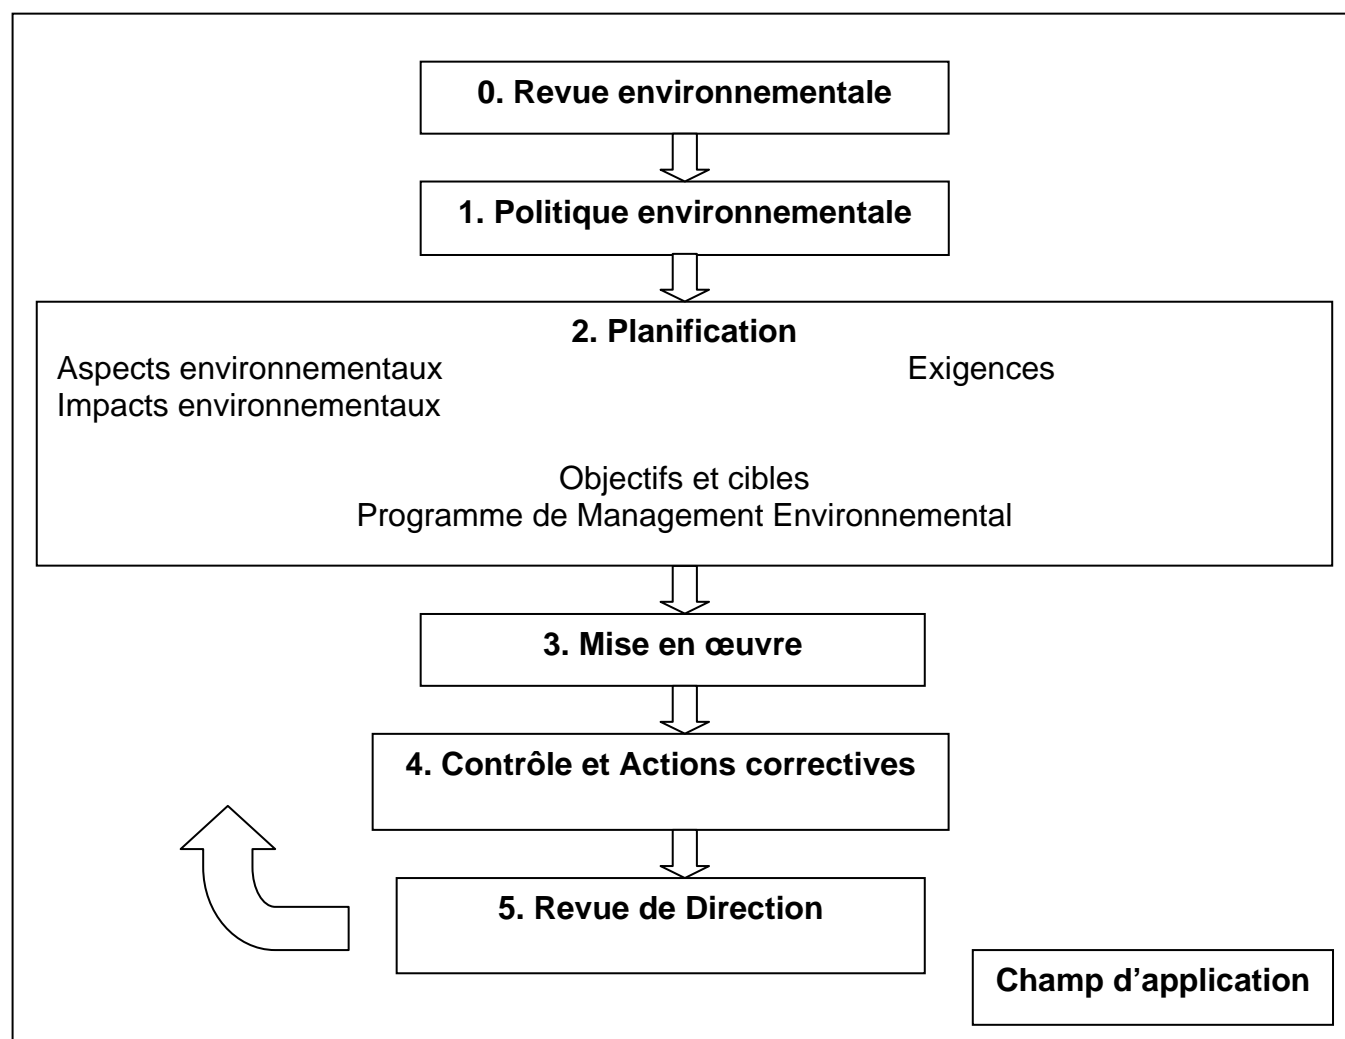 0. Revue environnementale
1. Politique environnementale
2. Planification
Aspects environnementaux
Exigences
Impacts environnementaux
Objectifs et cibles
Programme de Management Environnemental
3. Mise en œuvre
4. Contrôle et Actions correctives
5. Revue de Direction
Champ d’application